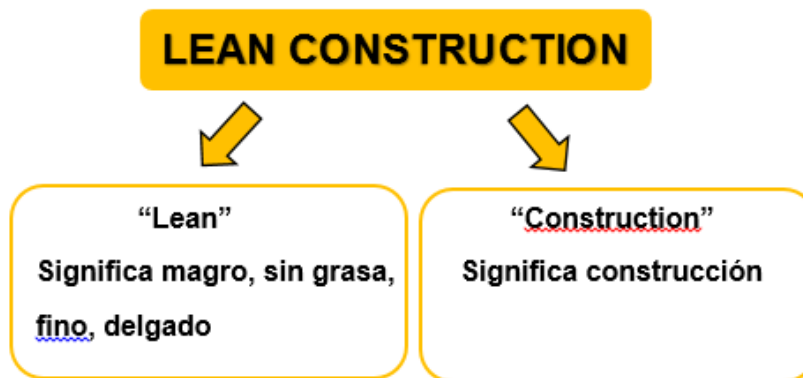 LEAN CONSTRUCTION
“Lean”
Significa magro, sin grasa,
fino, delgado
“Construction”
Significa construcción